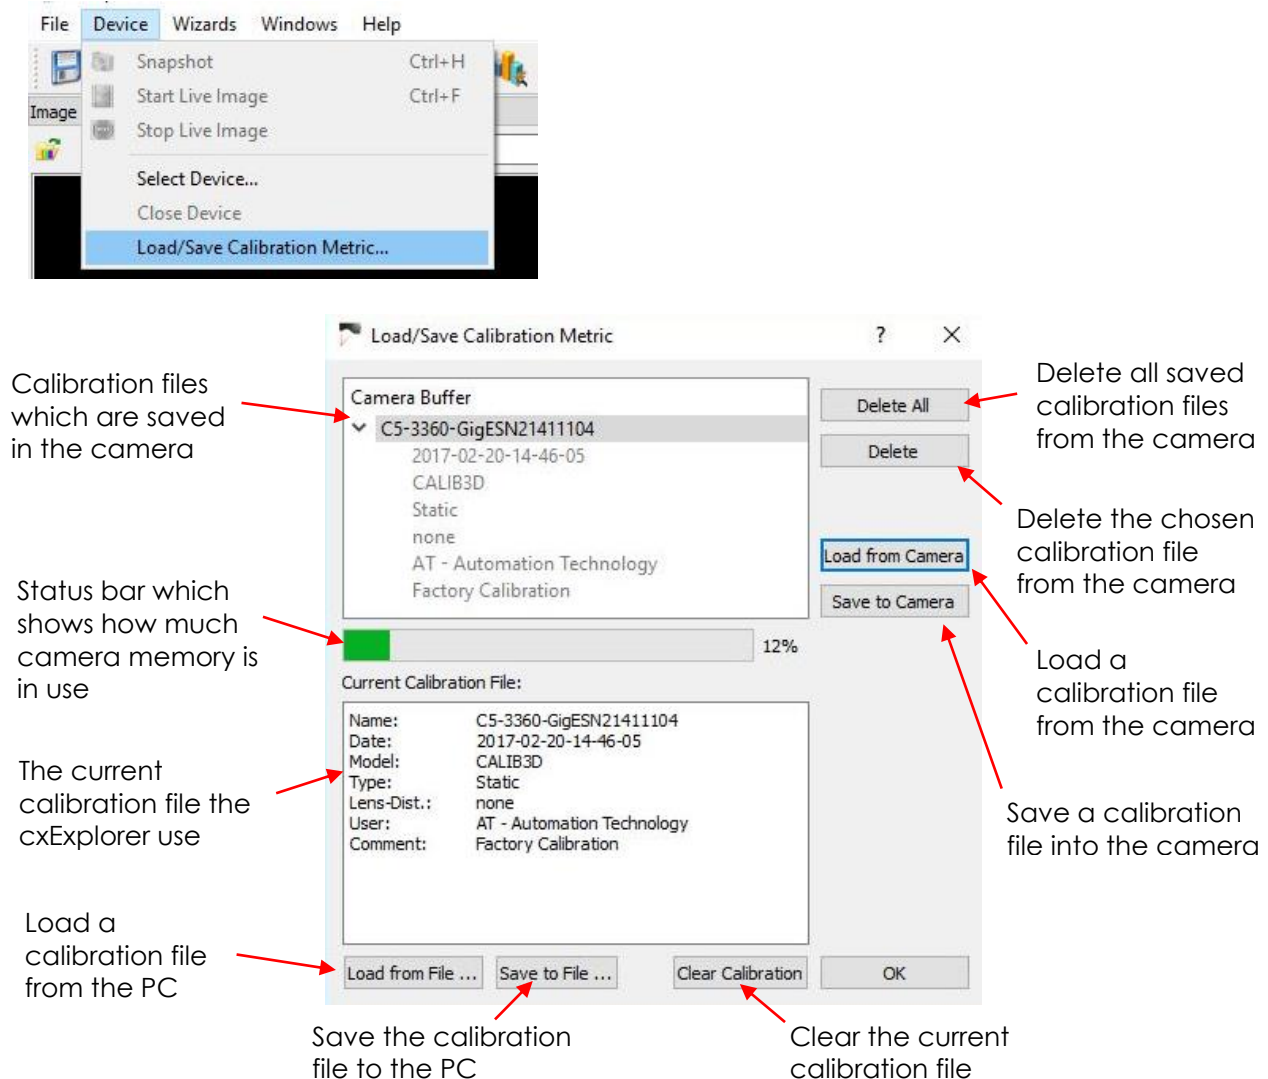 File Device Wizards Windows Help
Snapshot Ctrl+H
Start Live Image Ctrl+F
Image
Stop Live Image
Select Device...
Close Device
Load/Save Calibration Metric...
Load/Save Calibration Metric ?
Calibration files
which are saved
in the camera
Camera Buffer
C5-3360-GigESN21411104
2017-02-20-14-46-05
CALIB3D
Static
none
AT - Automation Technology
Factory Calibration
Delete All
Delete
Load from Camera
Save to Camera
Delete all saved
calibration files
from the camera
Delete the chosen
calibration file
from the camera
Status bar which
shows how much
camera memory is
in use
12%
Load a
calibration file
from the camera
Current Calibration File:
Name: C5-3360-GigESN21411104
Date: 2017-02-20-14-46-05
Model: CALIB3D
Type: Static
Lens-Dist.: none
User: AT - Automation Technology
Comment: Factory Calibration
The current
calibration file the
cxExplorer use
Save a calibration
file into the camera
Load a
calibration file
from the PC
Load from File ... Save to File ... Clear Calibration OK
Save the calibration
file to the PC
Clear the current
calibration file